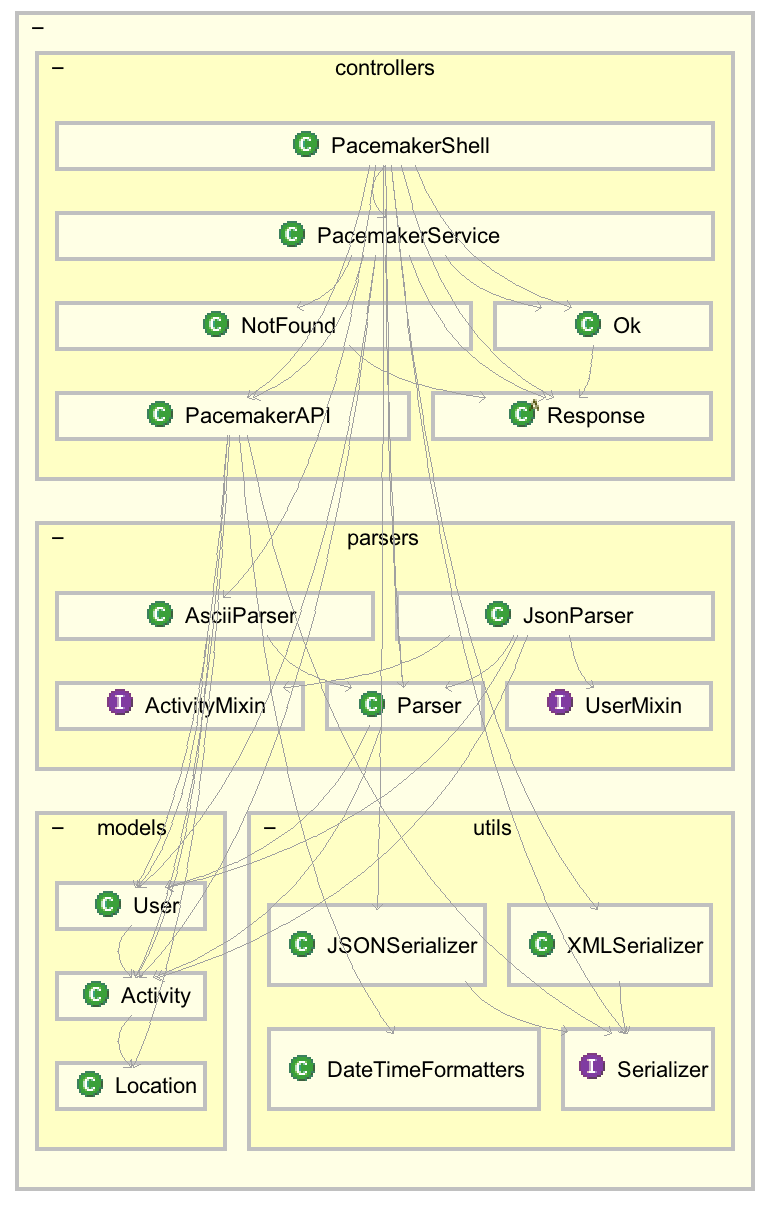 –
– controllers
C PacemakerShell
C PacemakerService
C NotFound
C Ok
C PacemakerAPI
C A Response
– parsers
C AsciiParser
C JsonParser
I ActivityMixin
C Parser
I UserMixin
– models
– utils
C User
C JSONSerializer
C XMLSerializer
C Activity
C DateTimeFormatters
I Serializer
C Location